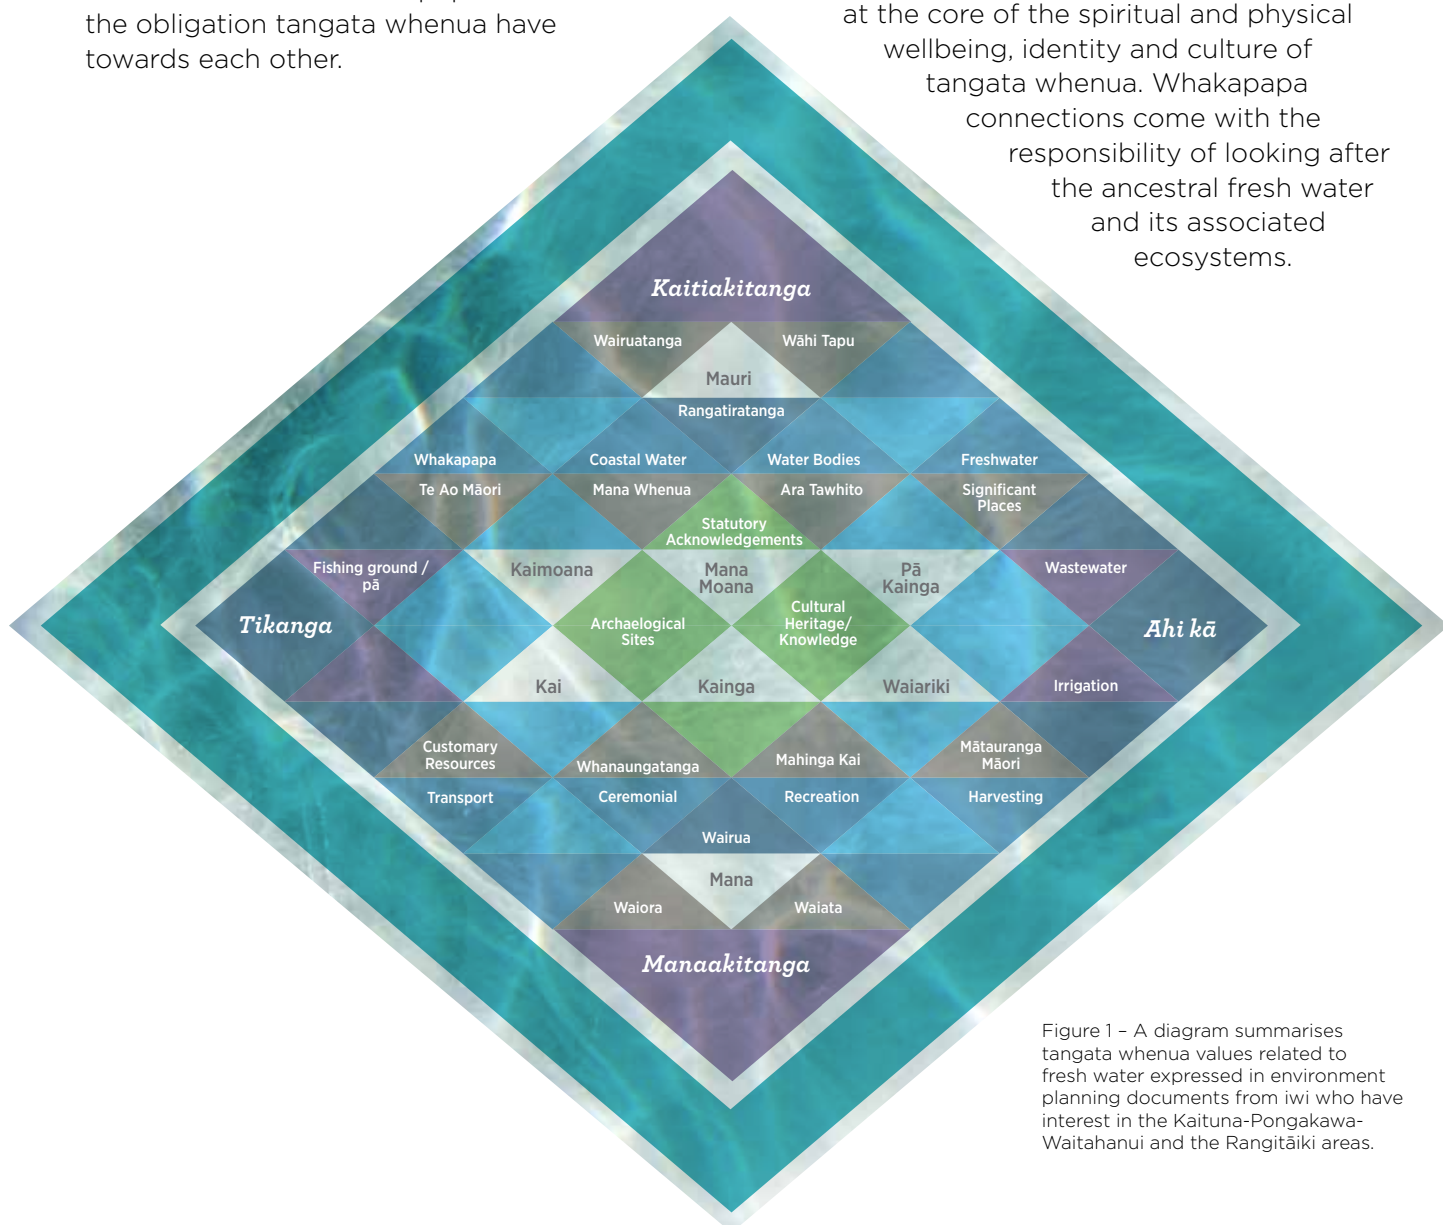 the obligation tangata whenua have
towards each other.
at the core of the spiritual and physical
wellbeing, identity and culture of
tangata whenua. Whakapapa
connections come with the
responsibility of looking after
the ancestral fresh water
and its associated
ecosystems.
Kaitiakitanga
Wairuatanga
Wāhi Tapu
Mauri
Rangatiratanga
Whakapapa
Coastal Water
Water Bodies
Freshwater
Te Ao Māori
Mana Whenua
Ara Tawhito
Significant
Places
Statutory
Acknowledgements
Fishing ground /
pā
Kaimoana
Mana
Moana
Pā
Kainga
Wastewater
Tikanga
Archaelogical
Sites
Cultural
Heritage/
Knowledge
Ahi kā
Kai
Kainga
Waiariki
Irrigation
Customary
Resources
Whanaungatanga
Mahinga Kai
Mātauranga
Māori
Transport
Ceremonial
Recreation
Harvesting
Wairua
Mana
Waiora
Waiata
Manaakitanga
Figure 1 – A diagram summarises
tangata whenua values related to
fresh water expressed in environment
planning documents from iwi who have
interest in the Kaituna-Pongakawa-
Waitahanui and the Rangitāiki areas.